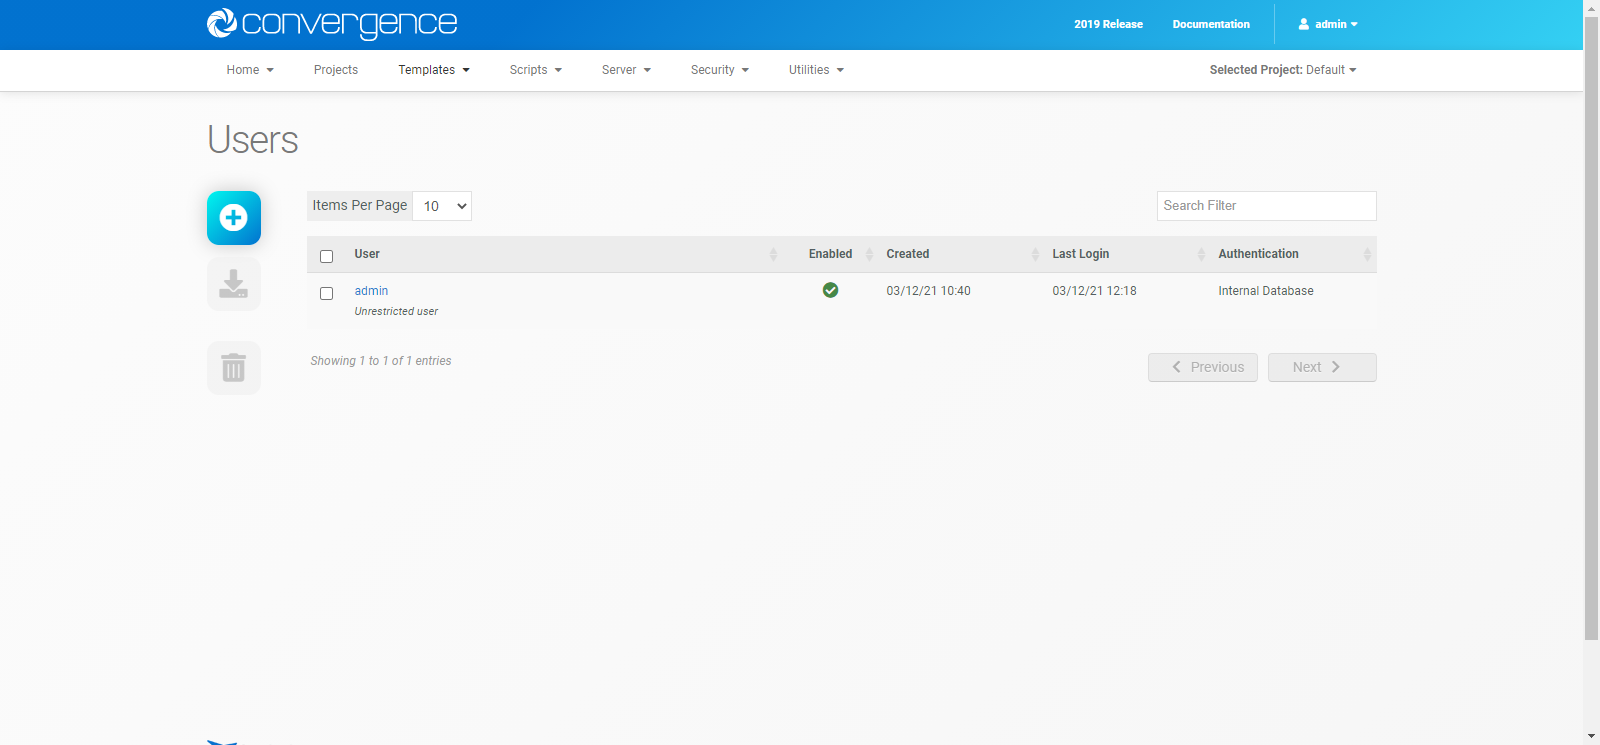 convergence
2019 Release Documentation admin
Home Projects Templates Scripts Server Security Utilities Selected Project: Default
Users
Items Per Page 10 Search Filter
User Enabled Created Last Login Authentication
admin 03/12/21 10:40 03/12/21 12:18 Internal Database
Unrestricted user
Showing 1 to 1 of 1 entries Previous Next